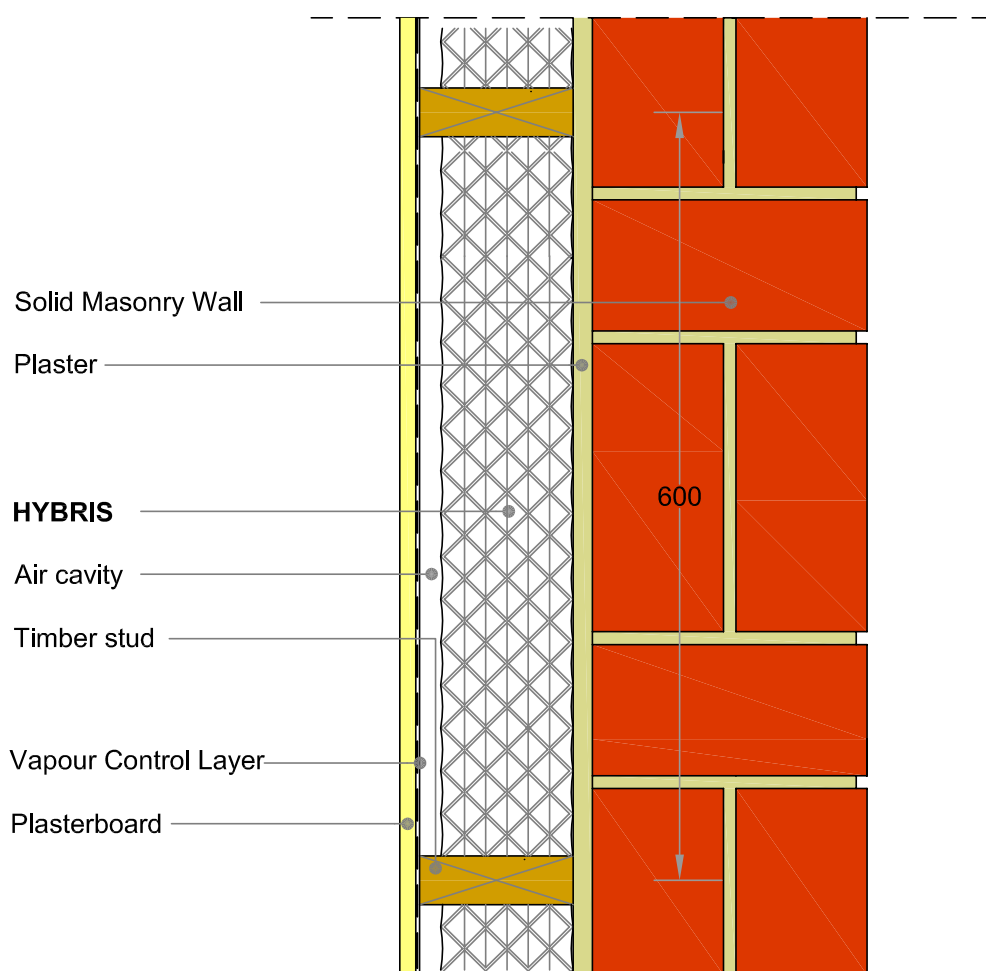 Solid Masonry Wall
Plaster
600
HYBRIS
Air cavity
Timber stud
Vapour Control Layer
Plasterboard